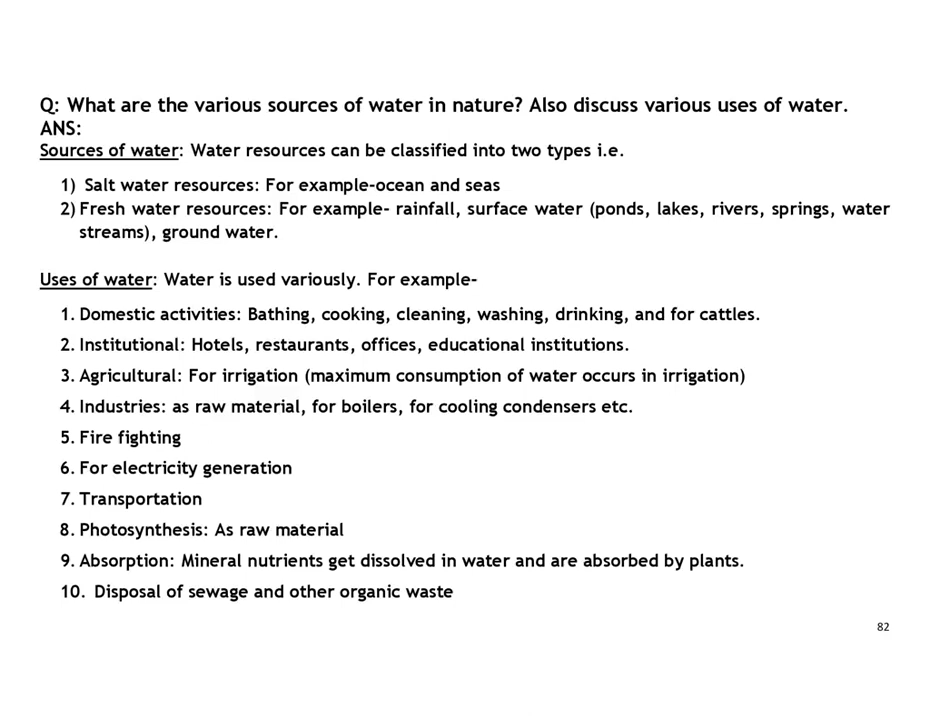 Q: What are the various sources of water in nature? Also discuss various uses of water.
ANS:
Sources of water: Water resources can be classified into two types i.e.
1) Salt water resources: For example-ocean and seas
2) Fresh water resources: For example- rainfall, surface water (ponds, lakes, rivers, springs, water
streams), ground water.
Uses of water: Water is used variously. For example-
1. Domestic activities: Bathing, cooking, cleaning, washing, drinking, and for cattles.
2. Institutional: Hotels, restaurants, offices, educational institutions.
3. Agricultural: For irrigation (maximum consumption of water occurs in irrigation)
4. Industries: as raw material, for boilers, for cooling condensers etc.
5. Fire fighting
6. For electricity generation
7. Transportation
8. Photosynthesis: As raw material
9. Absorption: Mineral nutrients get dissolved in water and are absorbed by plants.
10. Disposal of sewage and other organic waste
82